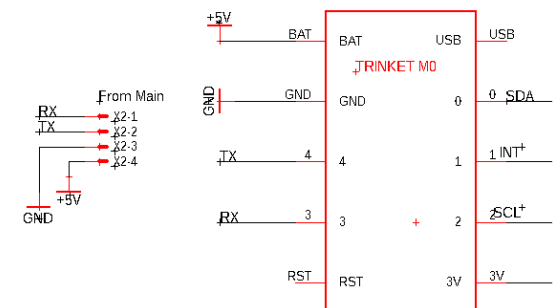 +5V
BAT BAT USB USB
TRINKET M0
From Main
GND GND GND 0 0 SDA
RX X2-1
TX X2-2
X2-3
X2-4
TX 4 4 1 1 INT
+5V
GND
RX 3 3 2 2 SCL
RST RST 3V 3V